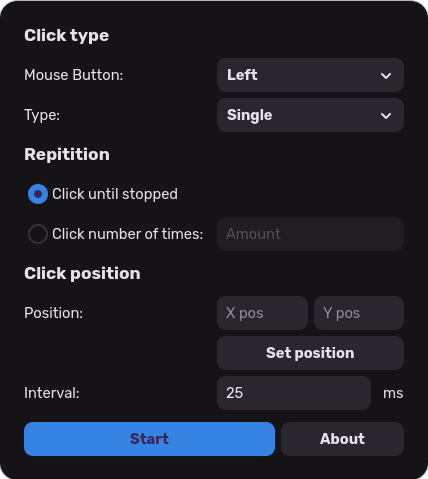 Click type
Mouse Button: Left
Type: Single
Repitition
Click until stopped
Click number of times: Amount
Click position
Position: X pos Y pos
Set position
Interval: 25 ms
Start About